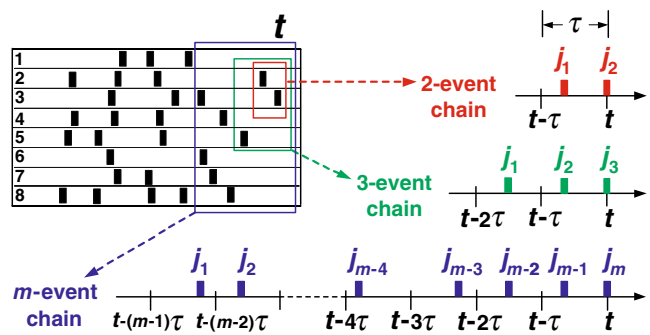 t
1
2
3
4
5
6
7
8
2-event
chain
τ
j₁ j₂
t-τ t
3-event
chain
j₁ j₂ j₃
t-2τ t-τ t
m-event
chain
j₁ j₂ jₘ₋₄ jₘ₋₃ jₘ₋₂ jₘ₋₁ jₘ
t-(m-1)τ t-(m-2)τ t-4τ t-3τ t-2τ t-τ t